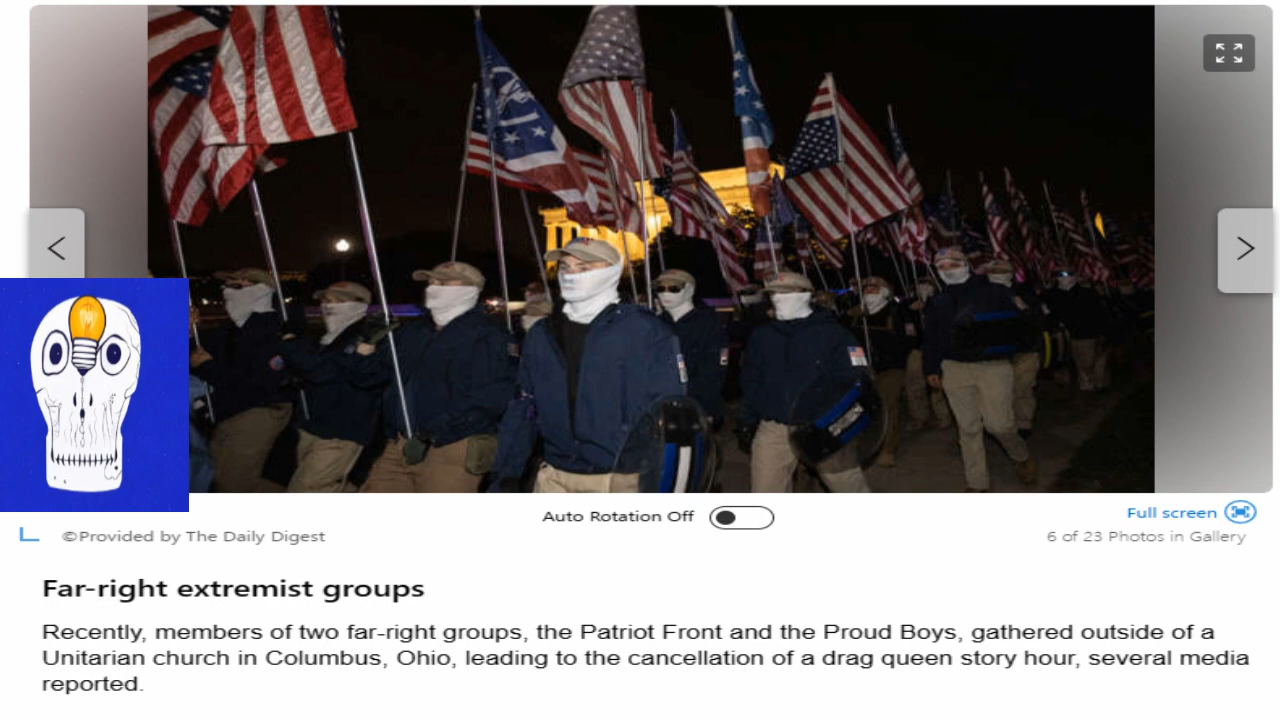 Auto Rotation Off
Full screen
©Provided by The Daily Digest
6 of 23 Photos in Gallery
Far-right extremist groups
Recently, members of two far-right groups, the Patriot Front and the Proud Boys, gathered outside of a
Unitarian church in Columbus, Ohio, leading to the cancellation of a drag queen story hour, several media
reported.